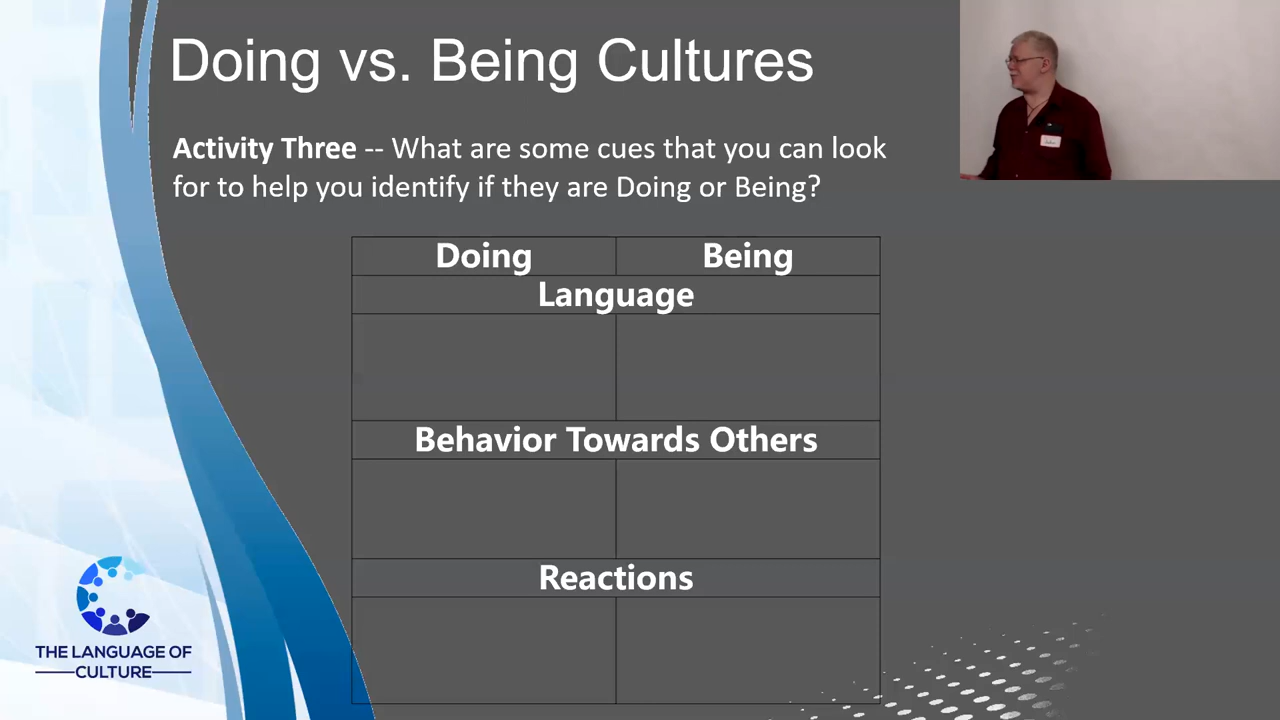 Doing vs. Being Cultures
Activity Three -- What are some cues that you can look
for to help you identify if they are Doing or Being?
Doing Being
Language
Behavior Towards Others
Reactions
THE LANGUAGE OF
CULTURE